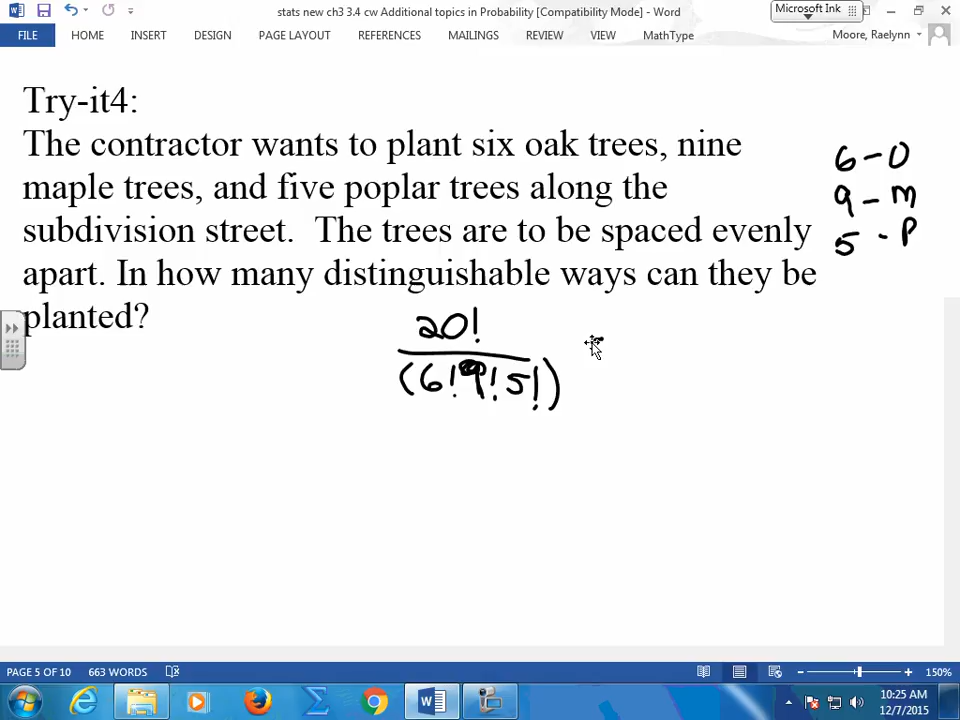 stats new ch3 3.4 cw Additional topics in Probability [Compatibility Mode] - Word
Microsoft Ink
FILE HOME INSERT DESIGN PAGE LAYOUT REFERENCES MAILINGS REVIEW VIEW MathType Moore, Raelynn
Try-it4:
The contractor wants to plant six oak trees, nine
maple trees, and five poplar trees along the
subdivision street. The trees are to be spaced evenly
apart. In how many distinguishable ways can they be
planted?
6 - O
9 - m
5 - P
20!
(6!9!5!)
PAGE 5 OF 10 663 WORDS 150%
10:25 AM
12/7/2015